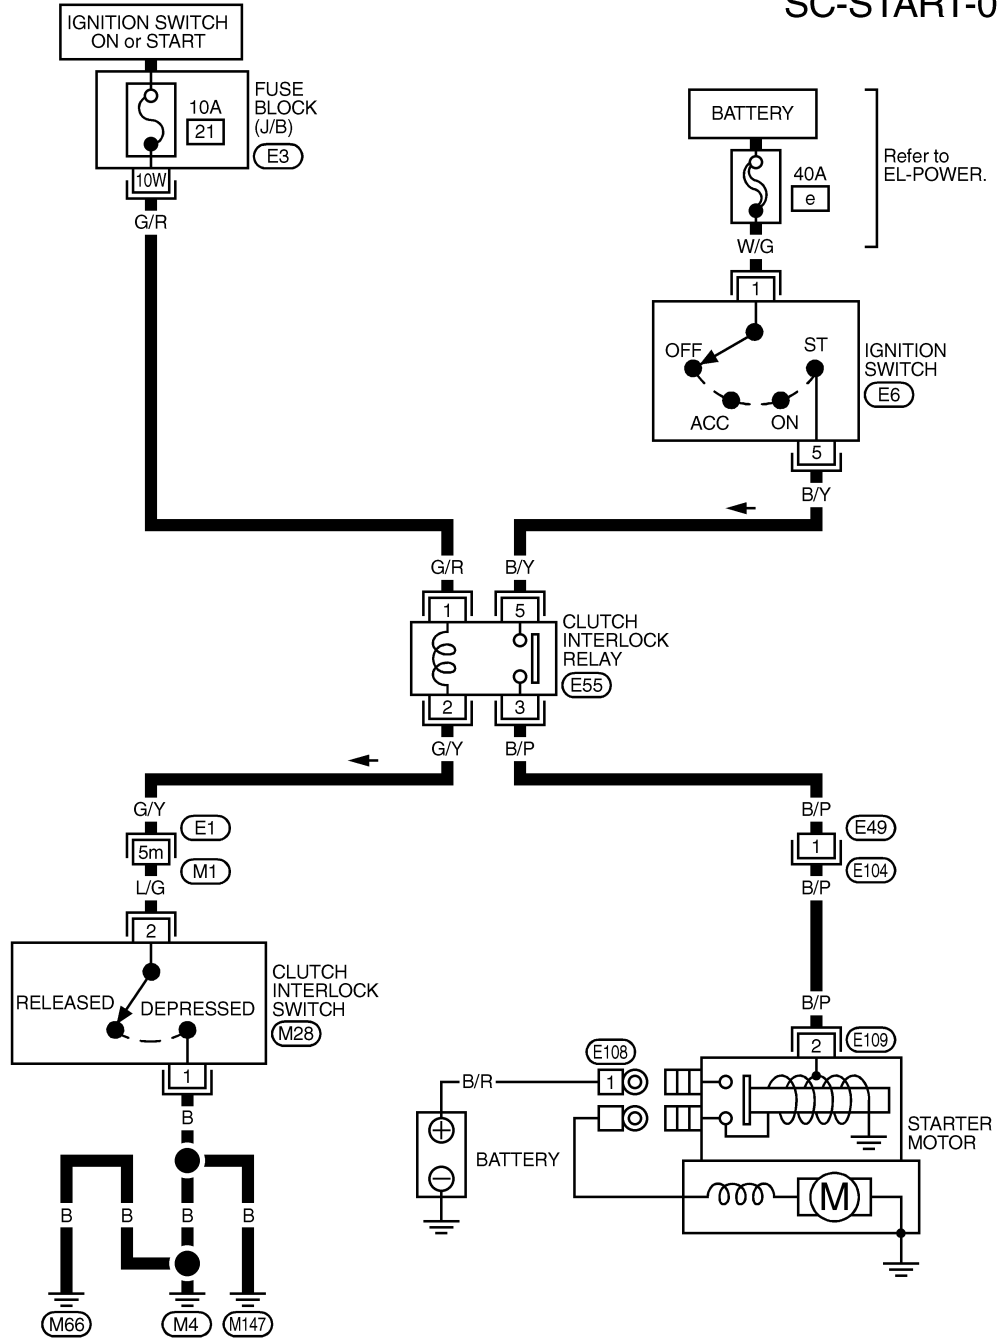 SC-START-0
IGNITION SWITCH
ON or START
FUSE
BLOCK
(J/B)
10A
21
E3
10W
G/R
BATTERY
Refer to
EL-POWER.
40A
e
W/G
1
OFF
ST
ACC
ON
IGNITION
SWITCH
E6
5
B/Y
G/R
B/Y
1
5
CLUTCH
INTERLOCK
RELAY
E55
2
3
G/Y
B/P
G/Y
E1
5m
M1
L/G
2
RELEASED
DEPRESSED
CLUTCH
INTERLOCK
SWITCH
M28
1
B
B
B
B
B
M66
M4
M147
B/P
E49
1
E104
B/P
B/P
E109
2
E108
1
B/R
BATTERY
STARTER
MOTOR
M